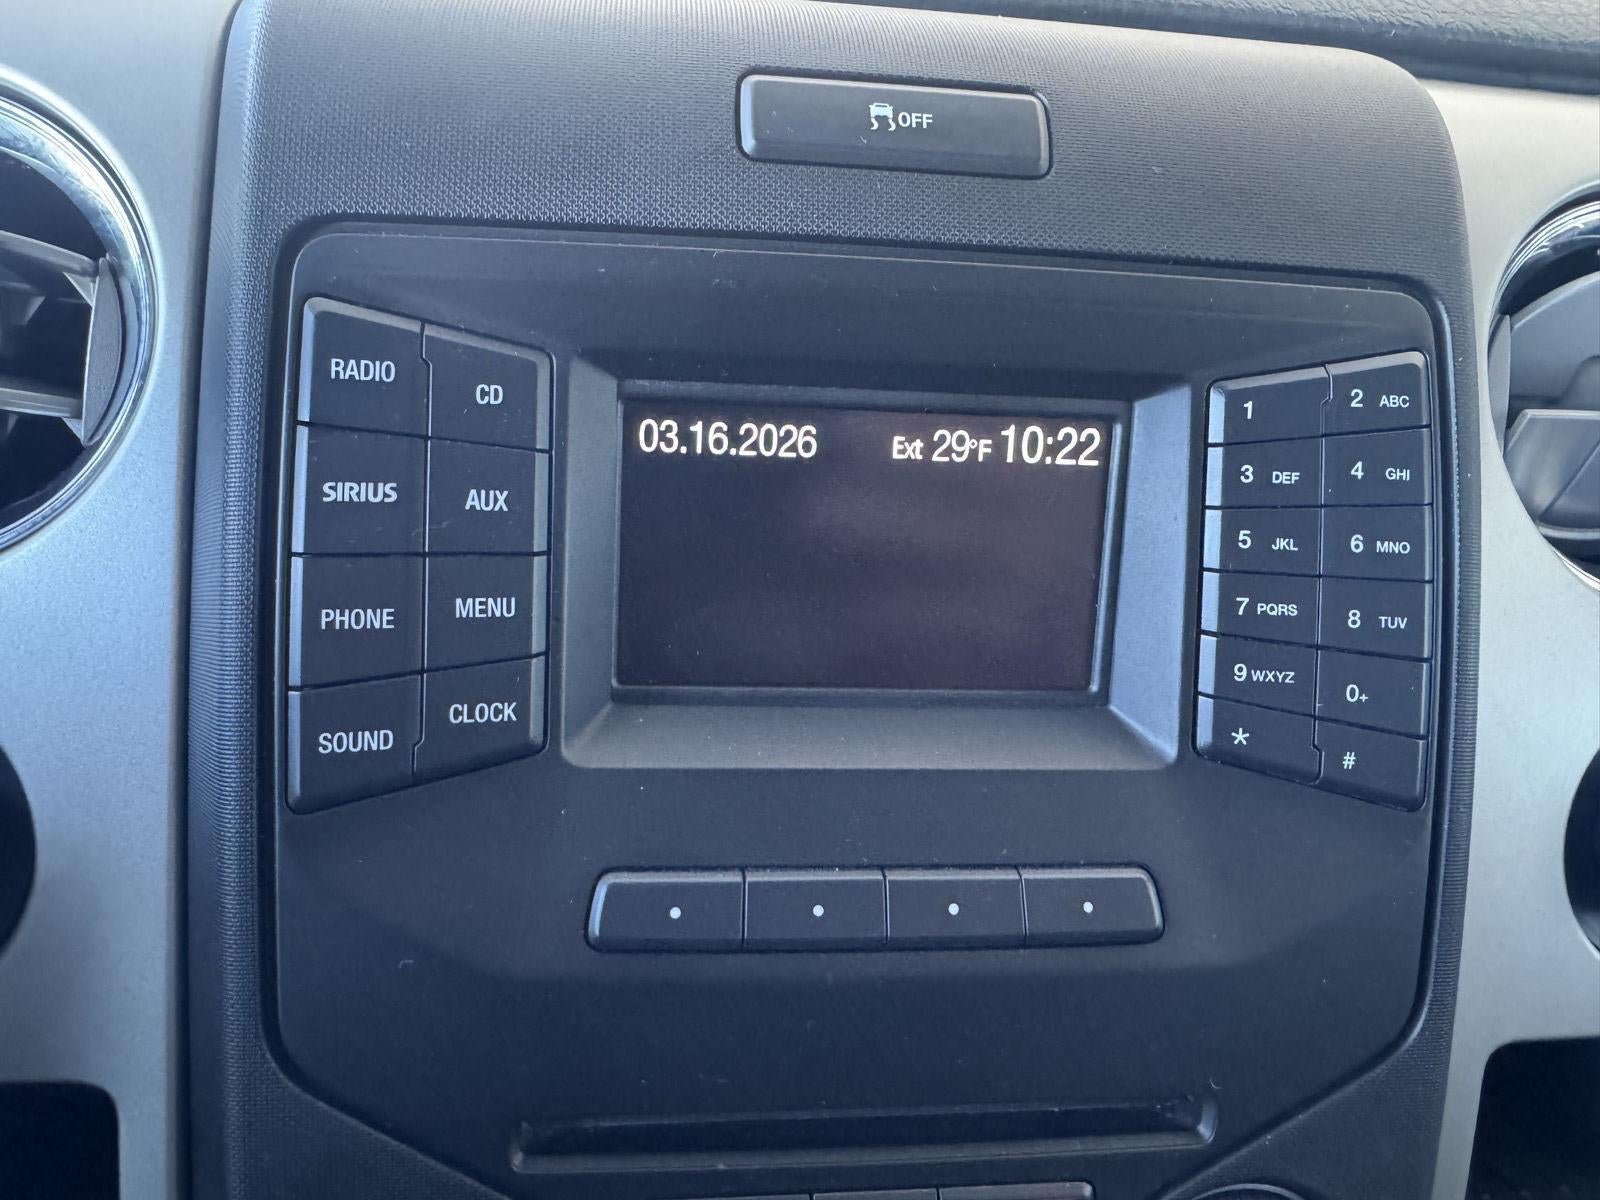 OFF
03.16.2026 Ext 29°F 10:22
RADIO
CD
SIRIUS
AUX
PHONE
MENU
SOUND
CLOCK
1
2 ABC
3 DEF
4 GHI
5 JKL
6 MNO
7 PQRS
8 TUV
9 WXYZ
0+
*
#